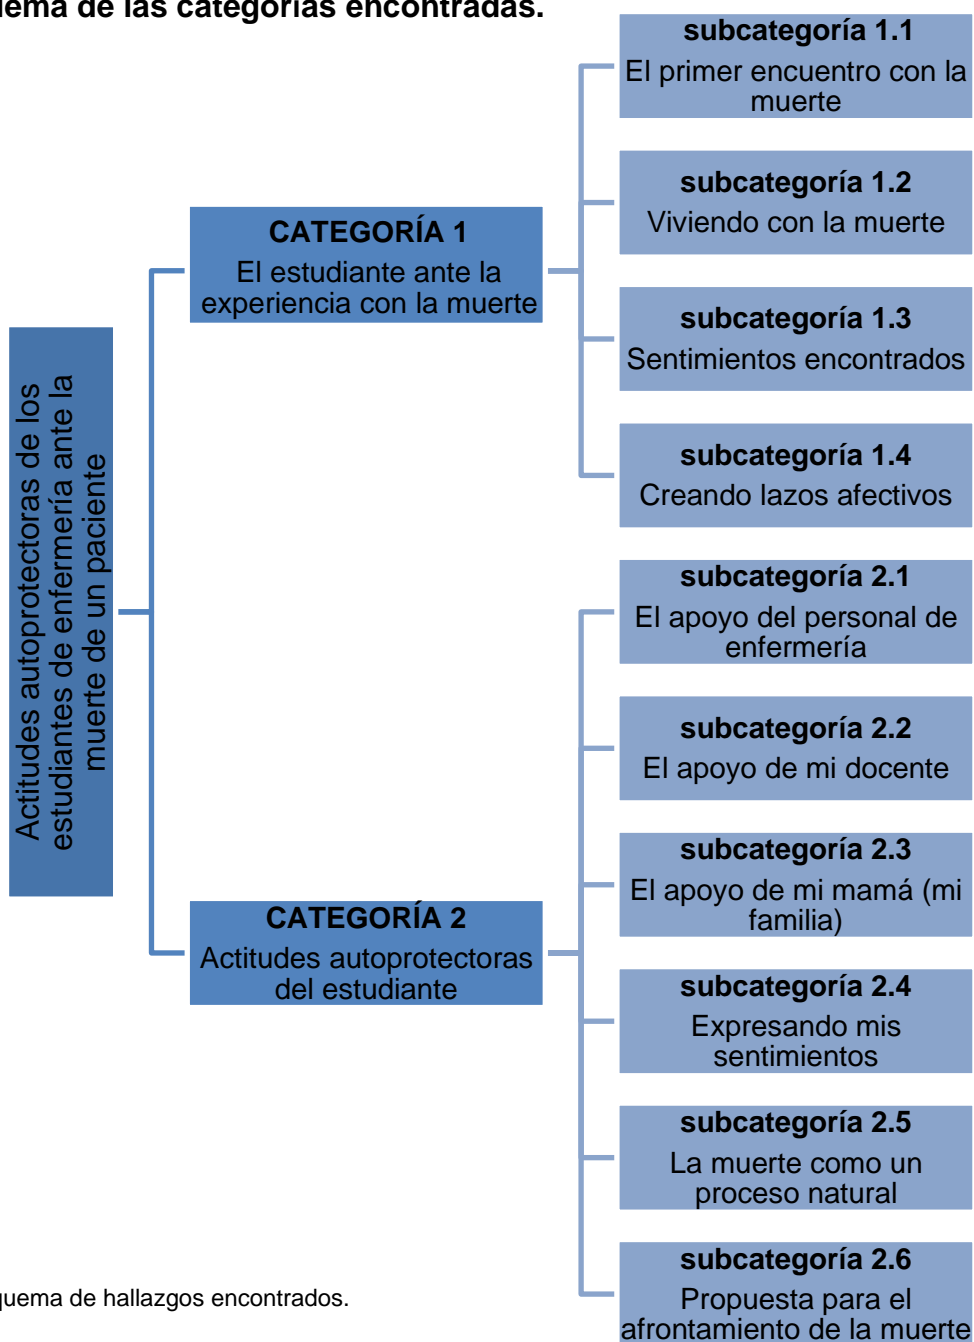 ema de las categorías encontradas.
Actitudes autoprotectoras de los
estudiantes de enfermería ante la
muerte de un paciente
CATEGORÍA 1
El estudiante ante la
experiencia con la muerte
subcategoría 1.1
El primer encuentro con la
muerte
subcategoría 1.2
Viviendo con la muerte
subcategoría 1.3
Sentimientos encontrados
subcategoría 1.4
Creando lazos afectivos
CATEGORÍA 2
Actitudes autoprotectoras
del estudiante
subcategoría 2.1
El apoyo del personal de
enfermería
subcategoría 2.2
El apoyo de mi docente
subcategoría 2.3
El apoyo de mi mamá (mi
familia)
subcategoría 2.4
Expresando mis
sentimientos
subcategoría 2.5
La muerte como un
proceso natural
subcategoría 2.6
Propuesta para el
afrontamiento de la muerte
quema de hallazgos encontrados.